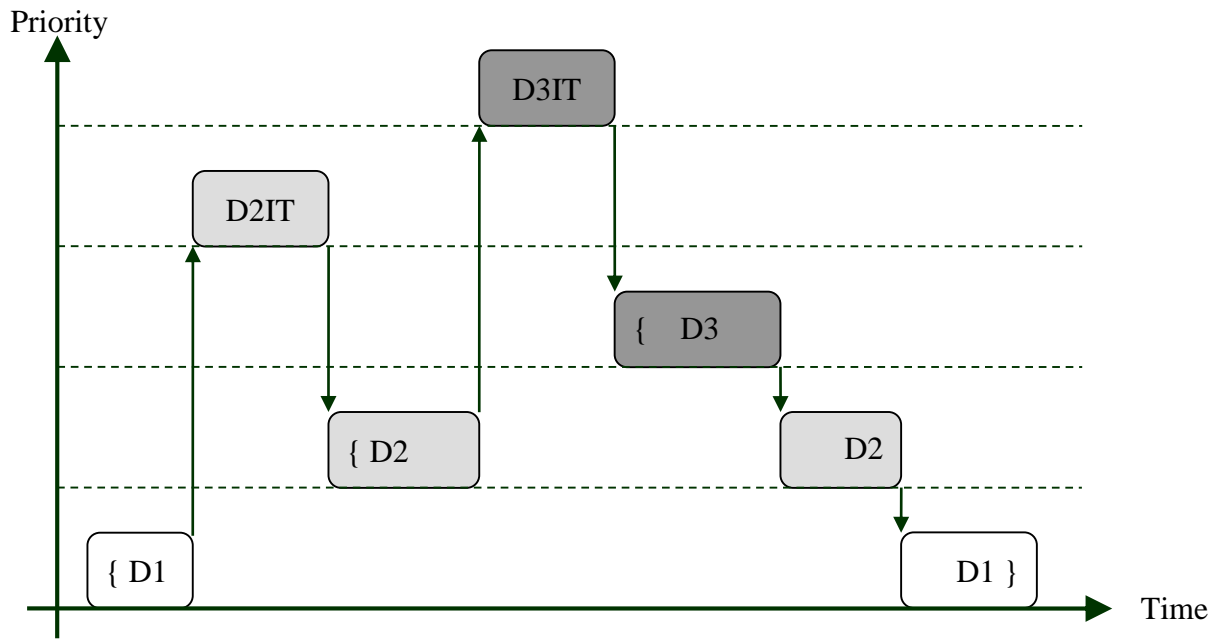 Priority
D3IT
D2IT
{ D3
{ D2
D2
{ D1
D1 }
Time